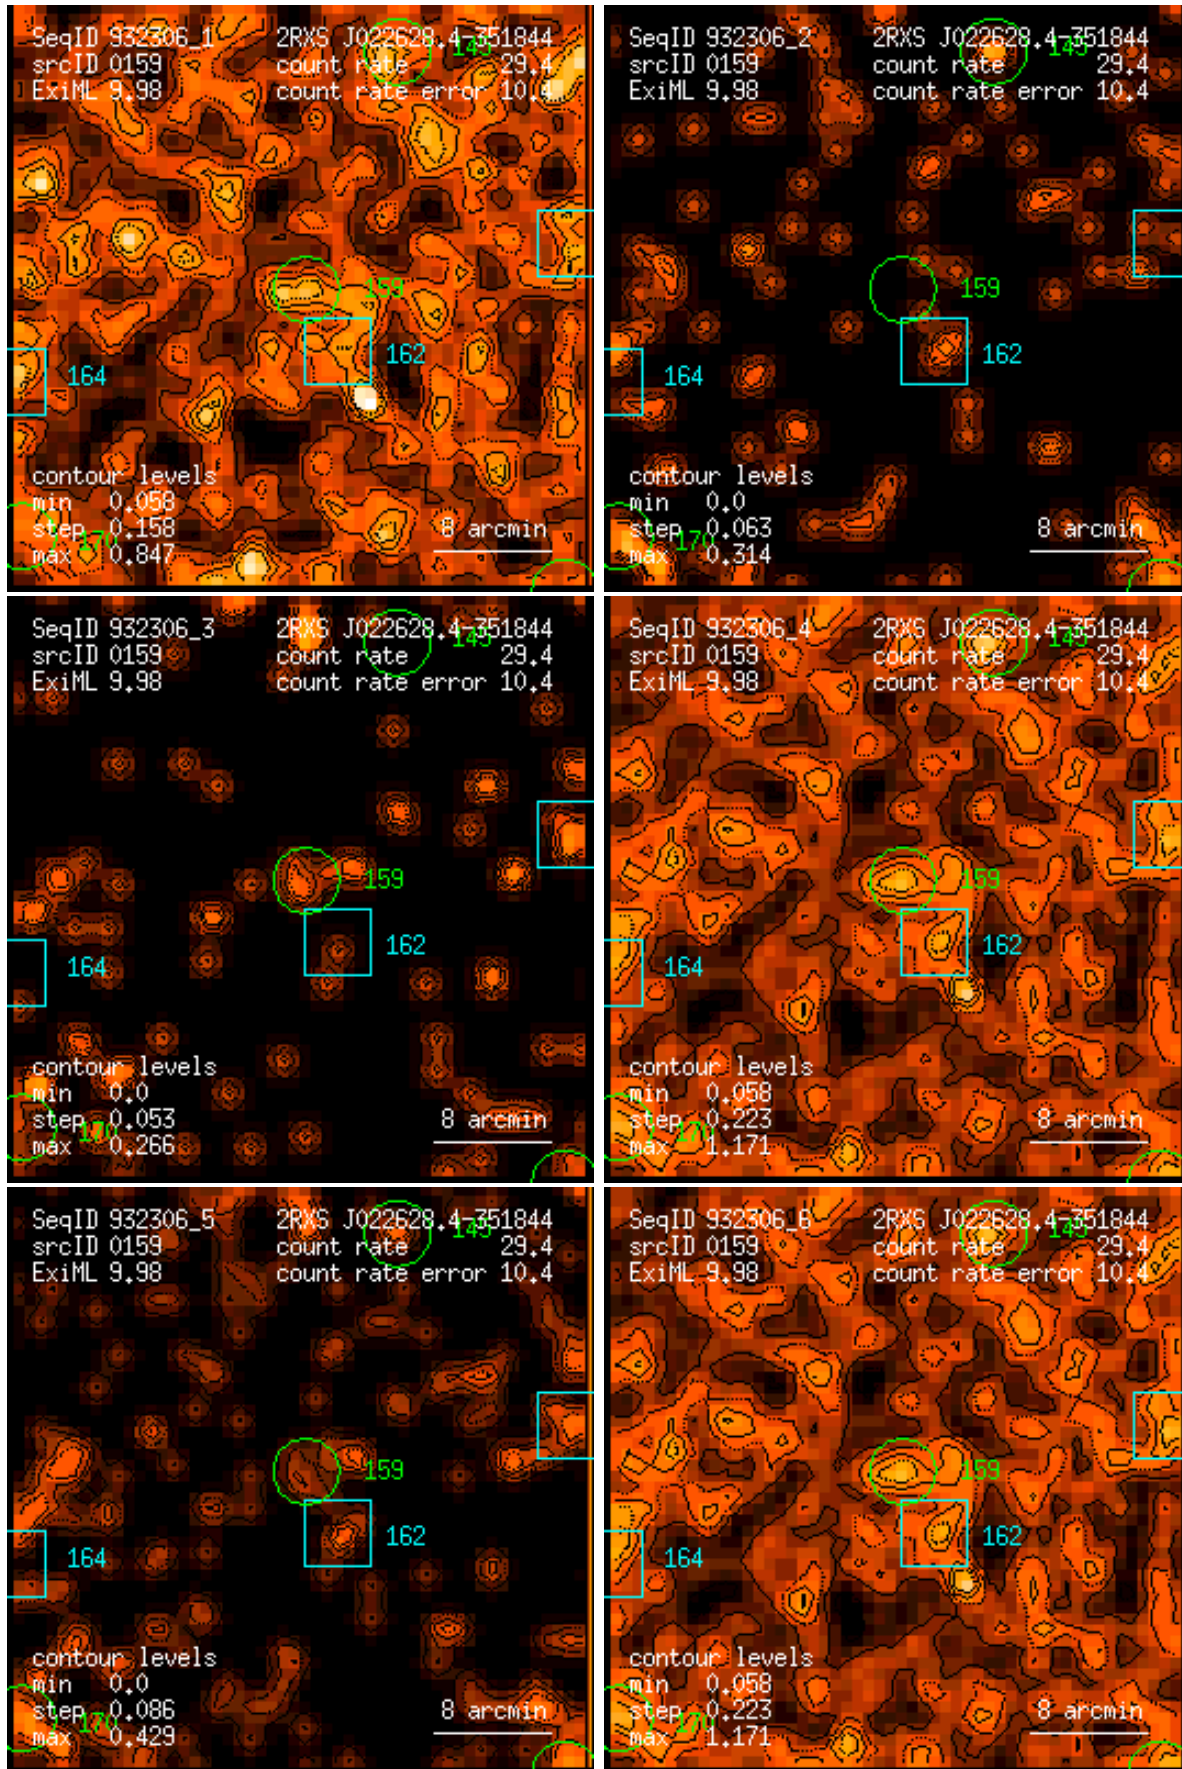 SeqID 932306_1 2RXS J022628.4-351844
145
srcID 0159 count rate 29.4
ExiML 9.98 count rate error 10.4
159
162
164
contour levels
min 0.058
step 0.158 8 arcmin
170
max 0.847
SeqID 932306_2 2RXS J022628.4-351844
145
srcID 0159 count rate 29.4
ExiML 9.98 count rate error 10.4
159
162
164
contour levels
min 0.0
step 0.063 8 arcmin
170
max 0.314
SeqID 932306_3 2RXS J022628.4-351844
145
srcID 0159 count rate 29.4
ExiML 9.98 count rate error 10.4
159
162
164
contour levels
min 0.0
step 0.053 8 arcmin
170
max 0.266
SeqID 932306_4 2RXS J022628.4-351844
145
srcID 0159 count rate 29.4
ExiML 9.98 count rate error 10.4
159
162
164
contour levels
min 0.058
step 0.223 8 arcmin
170
max 1.171
SeqID 932306_5 2RXS J022628.4-351844
145
srcID 0159 count rate 29.4
ExiML 9.98 count rate error 10.4
159
162
164
contour levels
min 0.0
step 0.086 8 arcmin
170
max 0.429
SeqID 932306_6 2RXS J022628.4-351844
145
srcID 0159 count rate 29.4
ExiML 9.98 count rate error 10.4
159
162
164
contour levels
min 0.058
step 0.223 8 arcmin
170
max 1.171